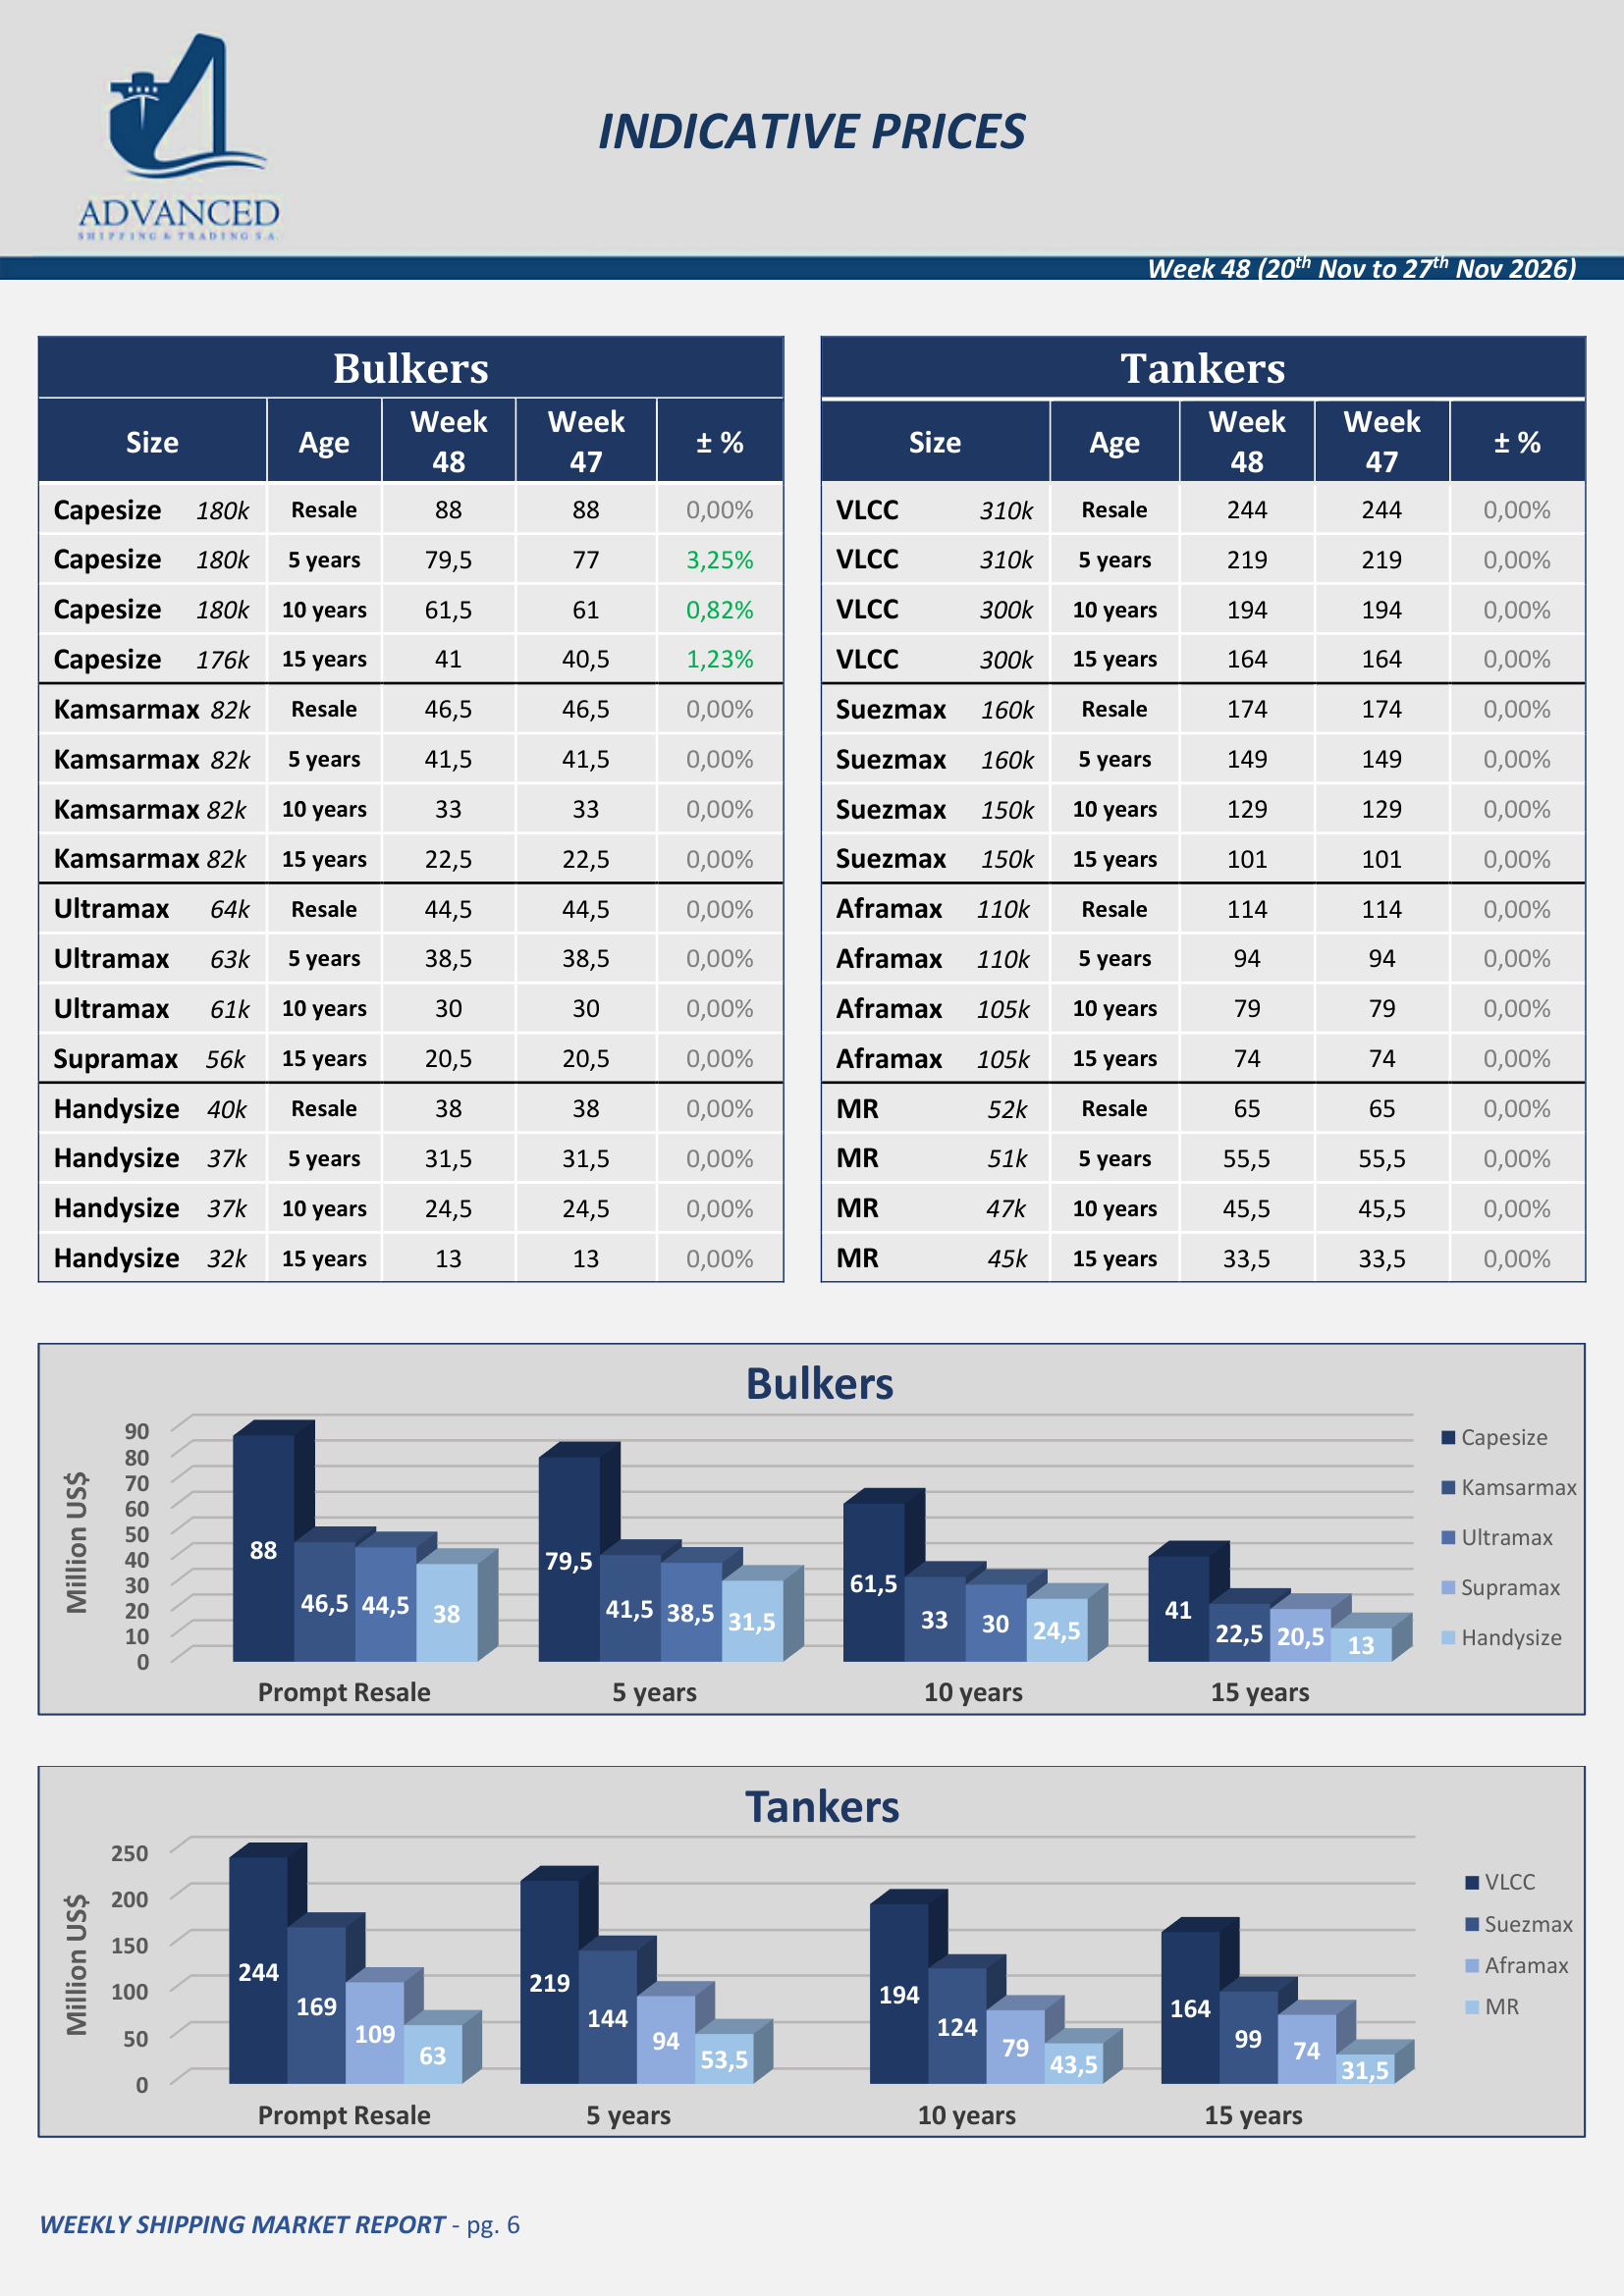 ADVANCED
SHIPPING & TRADING S.A.
INDICATIVE PRICES
Week 48 (20th Nov to 27th Nov 2026)
Bulkers
Size Age Week 48 Week 47 ± %
Capesize 180k Resale 88 88 0,00%
Capesize 180k 5 years 79,5 77 3,25%
Capesize 180k 10 years 61,5 61 0,82%
Capesize 176k 15 years 41 40,5 1,23%
Kamsarmax 82k Resale 46,5 46,5 0,00%
Kamsarmax 82k 5 years 41,5 41,5 0,00%
Kamsarmax 82k 10 years 33 33 0,00%
Kamsarmax 82k 15 years 22,5 22,5 0,00%
Ultramax 64k Resale 44,5 44,5 0,00%
Ultramax 63k 5 years 38,5 38,5 0,00%
Ultramax 61k 10 years 30 30 0,00%
Supramax 56k 15 years 20,5 20,5 0,00%
Handysize 40k Resale 38 38 0,00%
Handysize 37k 5 years 31,5 31,5 0,00%
Handysize 37k 10 years 24,5 24,5 0,00%
Handysize 32k 15 years 13 13 0,00%
Tankers
Size Age Week 48 Week 47 ± %
VLCC 310k Resale 244 244 0,00%
VLCC 310k 5 years 219 219 0,00%
VLCC 300k 10 years 194 194 0,00%
VLCC 300k 15 years 164 164 0,00%
Suezmax 160k Resale 174 174 0,00%
Suezmax 160k 5 years 149 149 0,00%
Suezmax 150k 10 years 129 129 0,00%
Suezmax 150k 15 years 101 101 0,00%
Aframax 110k Resale 114 114 0,00%
Aframax 110k 5 years 94 94 0,00%
Aframax 105k 10 years 79 79 0,00%
Aframax 105k 15 years 74 74 0,00%
MR 52k Resale 65 65 0,00%
MR 51k 5 years 55,5 55,5 0,00%
MR 47k 10 years 45,5 45,5 0,00%
MR 45k 15 years 33,5 33,5 0,00%
Bulkers
Million US$
90
80
70
60
50
40
30
20
10
0
88 46,5 44,5 38
79,5 41,5 38,5 31,5
61,5 33 30 24,5
41 22,5 20,5 13
Prompt Resale 5 years 10 years 15 years
Capesize
Kamsarmax
Ultramax
Supramax
Handysize
Tankers
Million US$
250
200
150
100
50
0
244 169 109 63
219 144 94 53,5
194 124 79 43,5
164 99 74 31,5
Prompt Resale 5 years 10 years 15 years
VLCC
Suezmax
Aframax
MR
WEEKLY SHIPPING MARKET REPORT - pg. 6